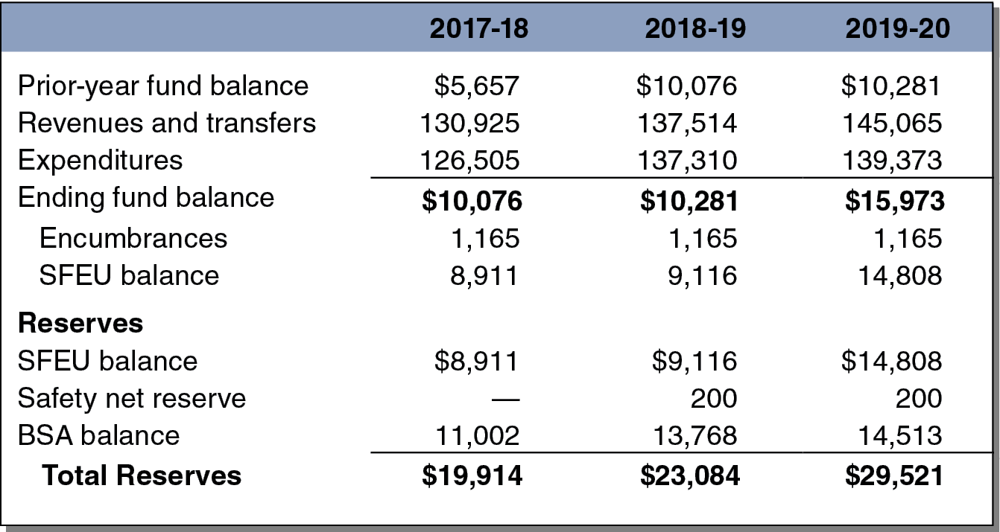 2017-18 2018-19 2019-20
Prior-year fund balance $5,657 $10,076 $10,281
Revenues and transfers 130,925 137,514 145,065
Expenditures 126,505 137,310 139,373
Ending fund balance $10,076 $10,281 $15,973
Encumbrances 1,165 1,165 1,165
SFEU balance 8,911 9,116 14,808
Reserves
SFEU balance $8,911 $9,116 $14,808
Safety net reserve — 200 200
BSA balance 11,002 13,768 14,513
Total Reserves $19,914 $23,084 $29,521